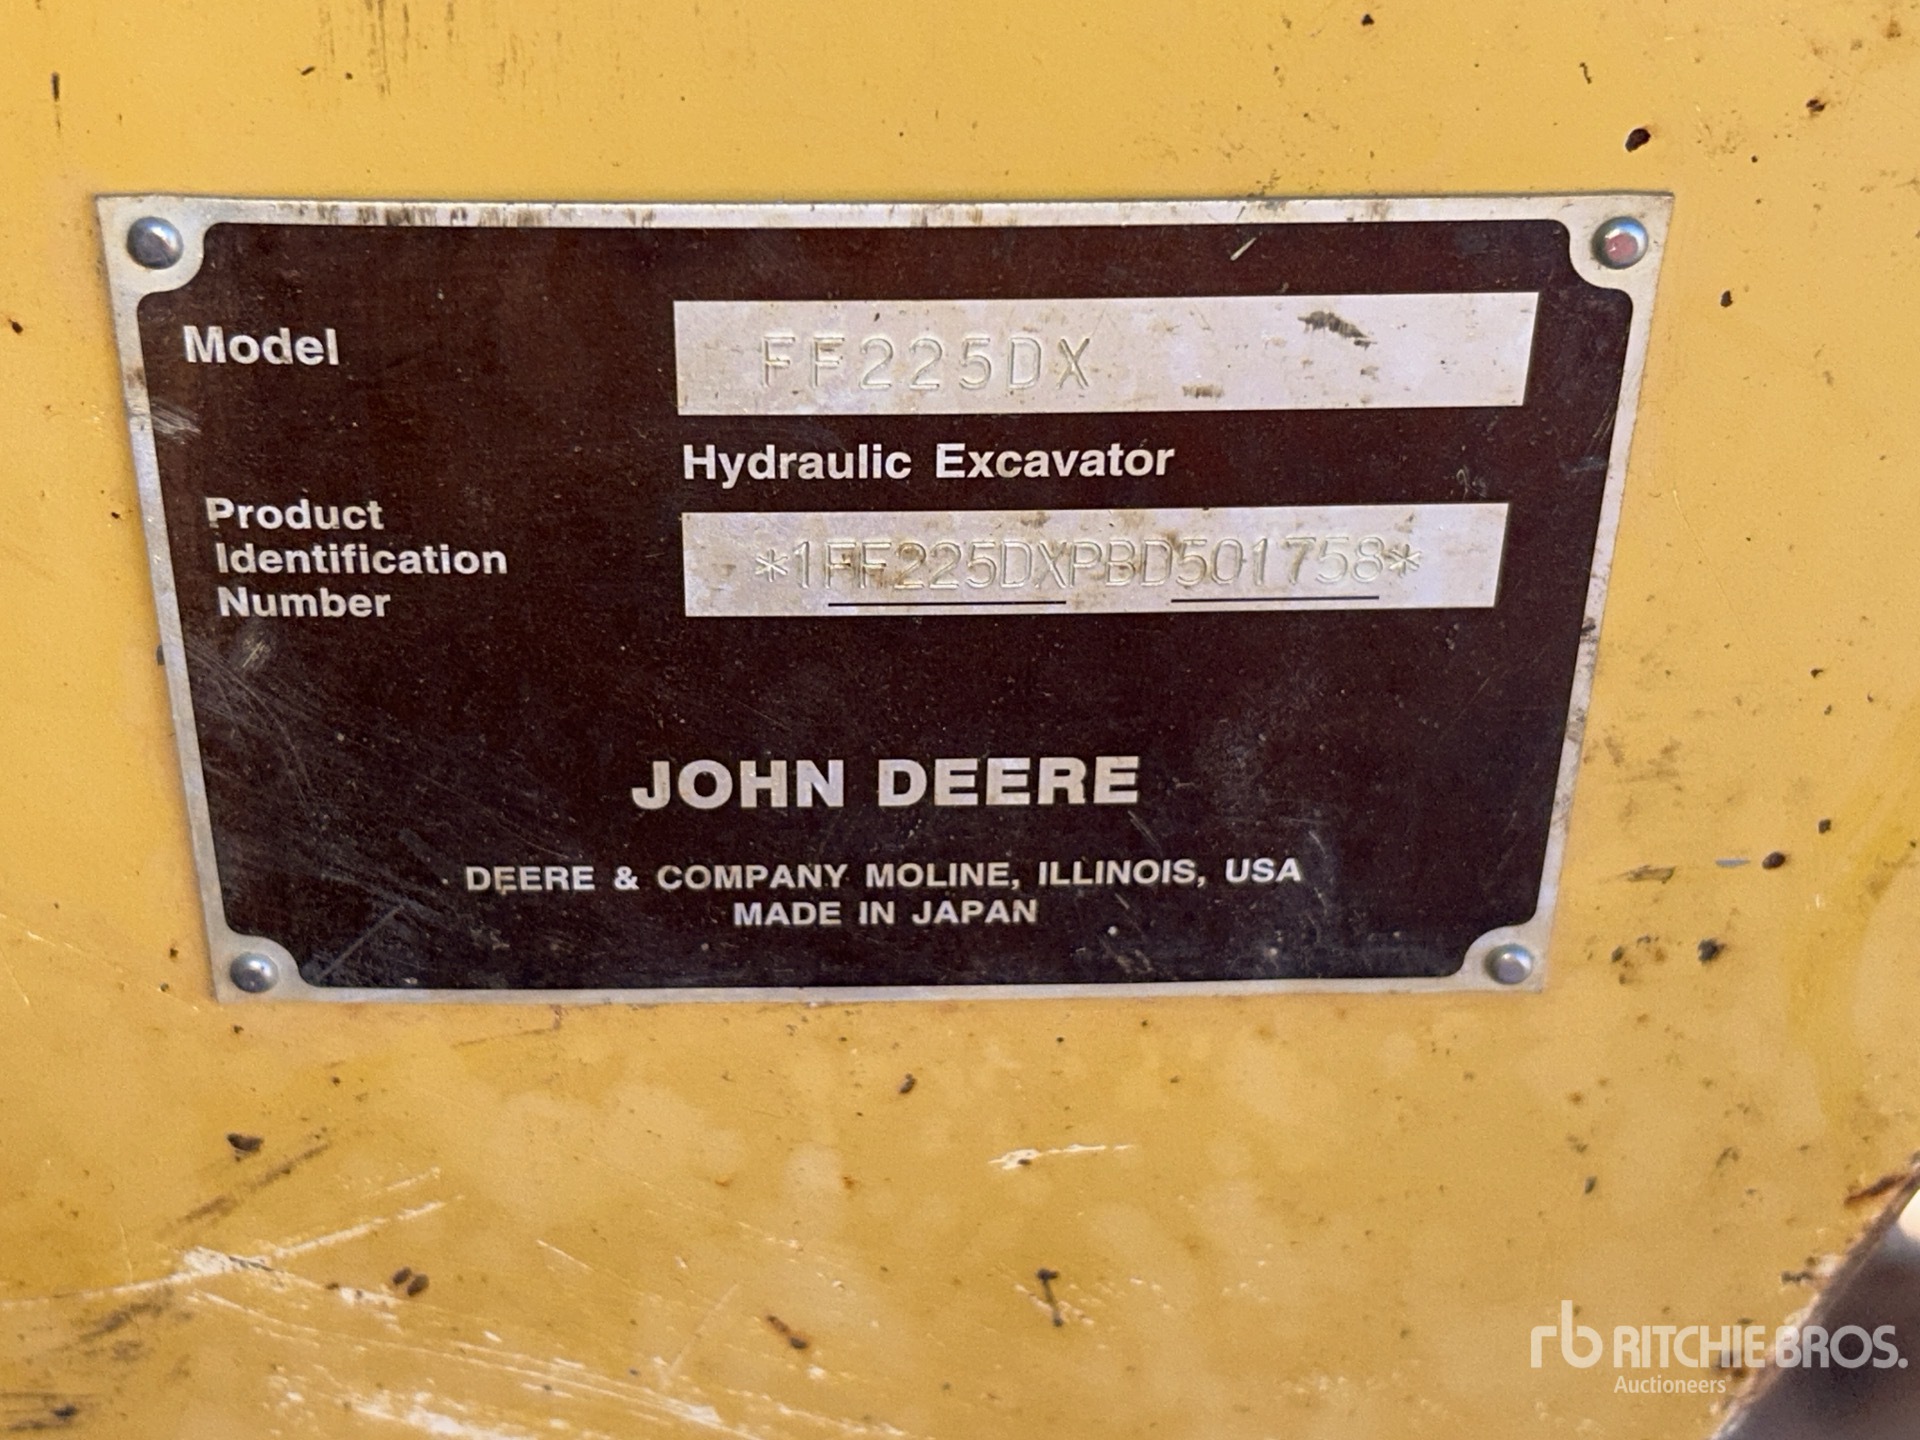 Model FF225DX
Hydraulic Excavator
Product
Identification
Number
*1FF225DXPBD501758*
JOHN DEERE
DEERE & COMPANY MOLINE, ILLINOIS, USA
MADE IN JAPAN
rb RITCHIE BROS.
Auctioneers